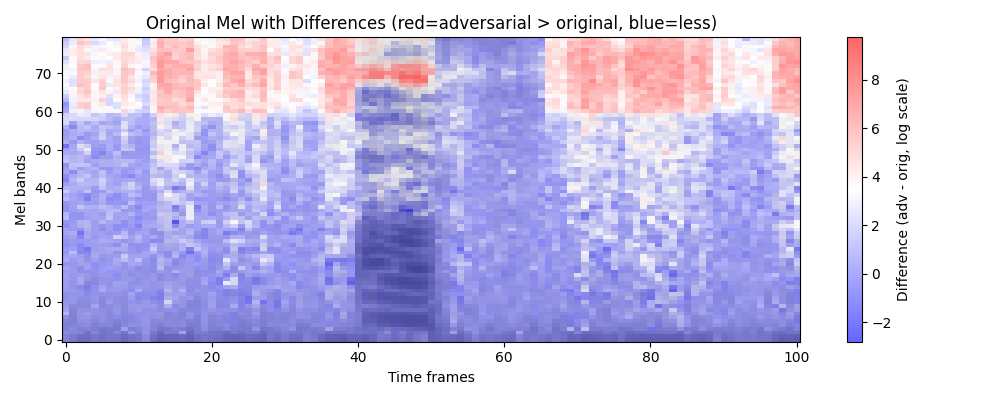 Original Mel with Differences (red=adversarial > original, blue=less)
Mel bands
70
60
50
40
30
20
10
0
0 20 40 60 80 100
Time frames
8
6
4
2
0
−2
Difference (adv - orig, log scale)